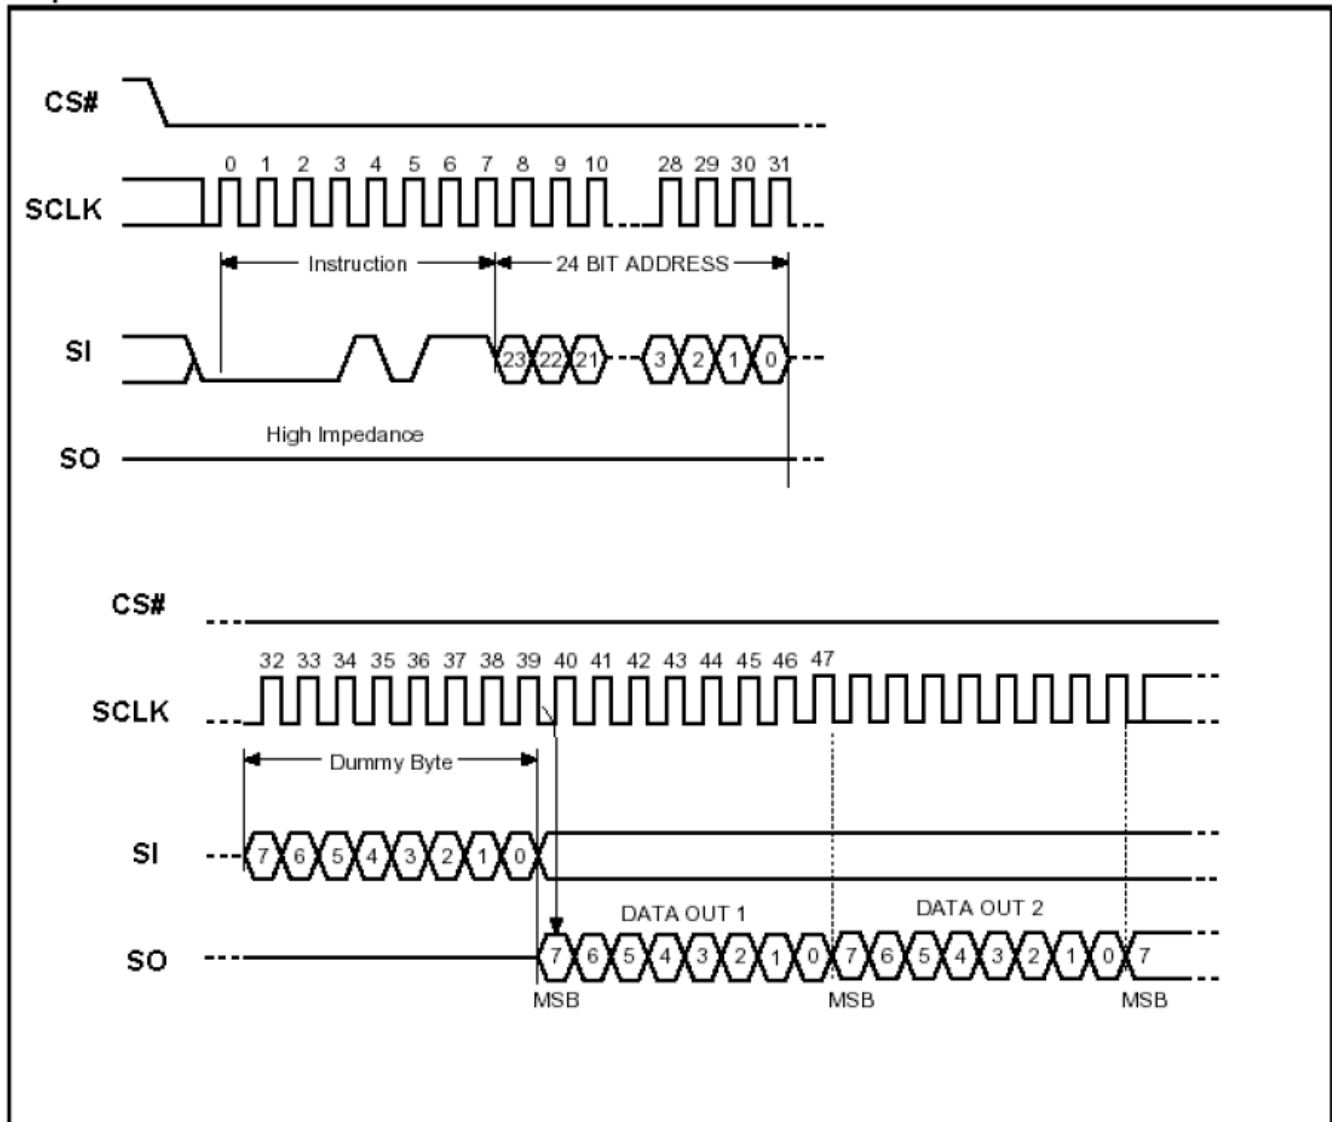 CS#
0 1 2 3 4 5 6 7 8 9 10 28 29 30 31
SCLK
Instruction 24 BIT ADDRESS
SI 23 22 21 3 2 1 0
High Impedance
SO
CS#
32 33 34 35 36 37 38 39 40 41 42 43 44 45 46 47
SCLK
Dummy Byte
SI 7 6 5 4 3 2 1 0
DATA OUT 1 DATA OUT 2
SO 7 6 5 4 3 2 1 0 7 6 5 4 3 2 1 0 7
MSB MSB MSB